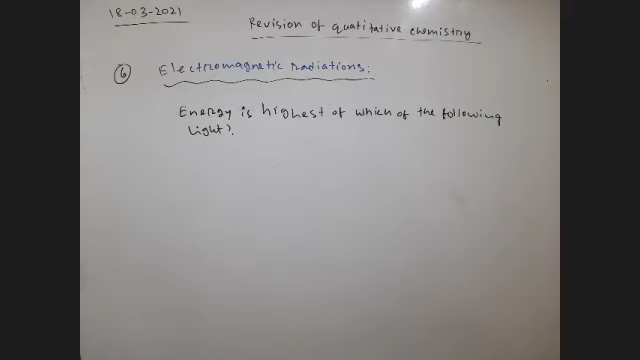 18-03-2021
Revision of quatitative chemistry
6 Electromagnetic radiations:
Energy is highest of which of the following
light?